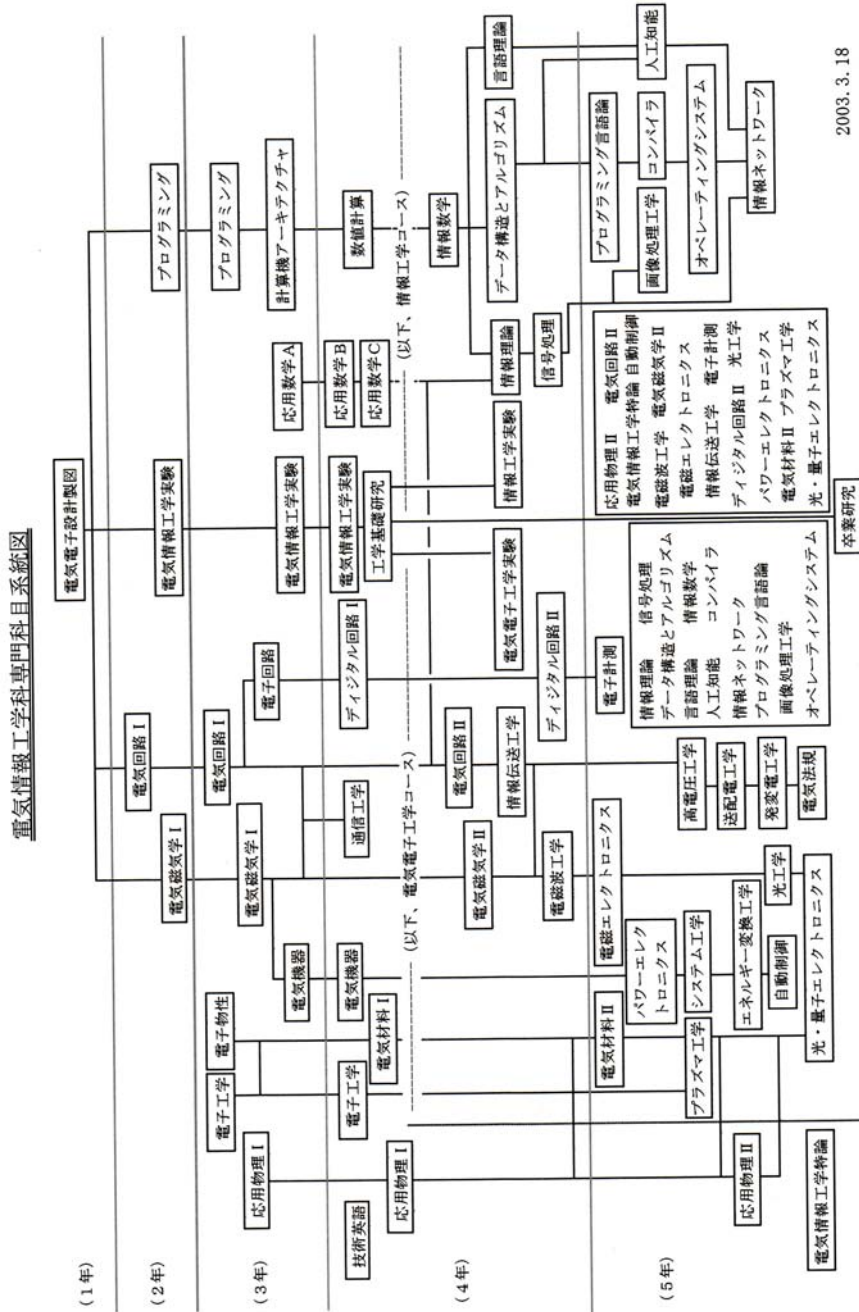 電気情報工学科専門科目系統図
(1年)
電気電子設計製図
(2年)
電気磁気学Ⅰ
電気回路Ⅰ
電気情報工学実験
プログラミング
(3年)
応用物理Ⅰ
電子工学
電子物性
電気機器
電気磁気学Ⅰ
電気回路Ⅰ
電子回路
電気情報工学実験
応用数学A
プログラミング
計算機アーキテクチャ
(4年)
技術英語
応用物理Ⅰ
電子工学
電気材料Ⅰ
電気機器
通信工学
ディジタル回路Ⅰ
電気情報工学実験
工学基礎研究
応用数学B
応用数学C
数値計算
(以下、電気電子工学コース)
(以下、情報工学コース)
電気磁気学Ⅱ
電磁波工学
電気回路Ⅱ
情報伝送工学
ディジタル回路Ⅱ
電気電子工学実験
情報工学実験
情報理論
信号処理
情報数学
データ構造とアルゴリズム
言語理論
(5年)
応用物理Ⅱ
電気情報工学特論
電気材料Ⅱ
プラズマ工学
電磁エレクトロニクス
パワーエレク
トロニクス
システム工学
エネルギー変換工学
自動制御
光工学
光・量子エレクトロニクス
高電圧工学
送配電工学
発変電工学
電気法規
電子計測
情報理論 信号処理
データ構造とアルゴリズム
言語理論 情報数学
人工知能 コンパイラ
情報ネットワーク
プログラミング言語論
画像処理工学
オペレーティングシステム
応用物理Ⅱ 電気回路Ⅱ
電気情報工学特論 自動制御
電磁波工学 電気磁気学Ⅱ
電磁エレクトロニクス
情報伝送工学 電子計測
ディジタル回路Ⅱ 光工学
パワーエレクトロニクス
電気材料Ⅱ プラズマ工学
光・量子エレクトロニクス
卒業研究
画像処理工学
プログラミング言語論
コンパイラ
オペレーティングシステム
人工知能
情報ネットワーク
2003. 3. 18